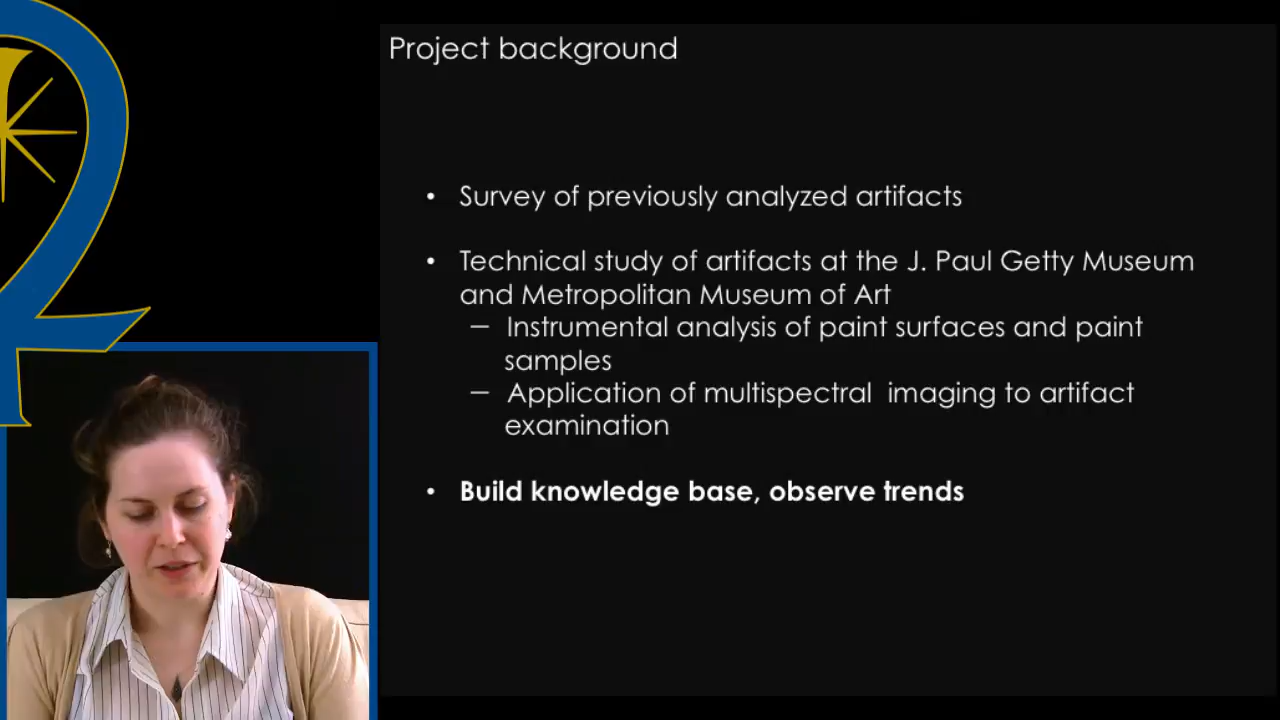 Project background
• Survey of previously analyzed artifacts
• Technical study of artifacts at the J. Paul Getty Museum
and Metropolitan Museum of Art
– Instrumental analysis of paint surfaces and paint
samples
– Application of multispectral imaging to artifact
examination
• Build knowledge base, observe trends